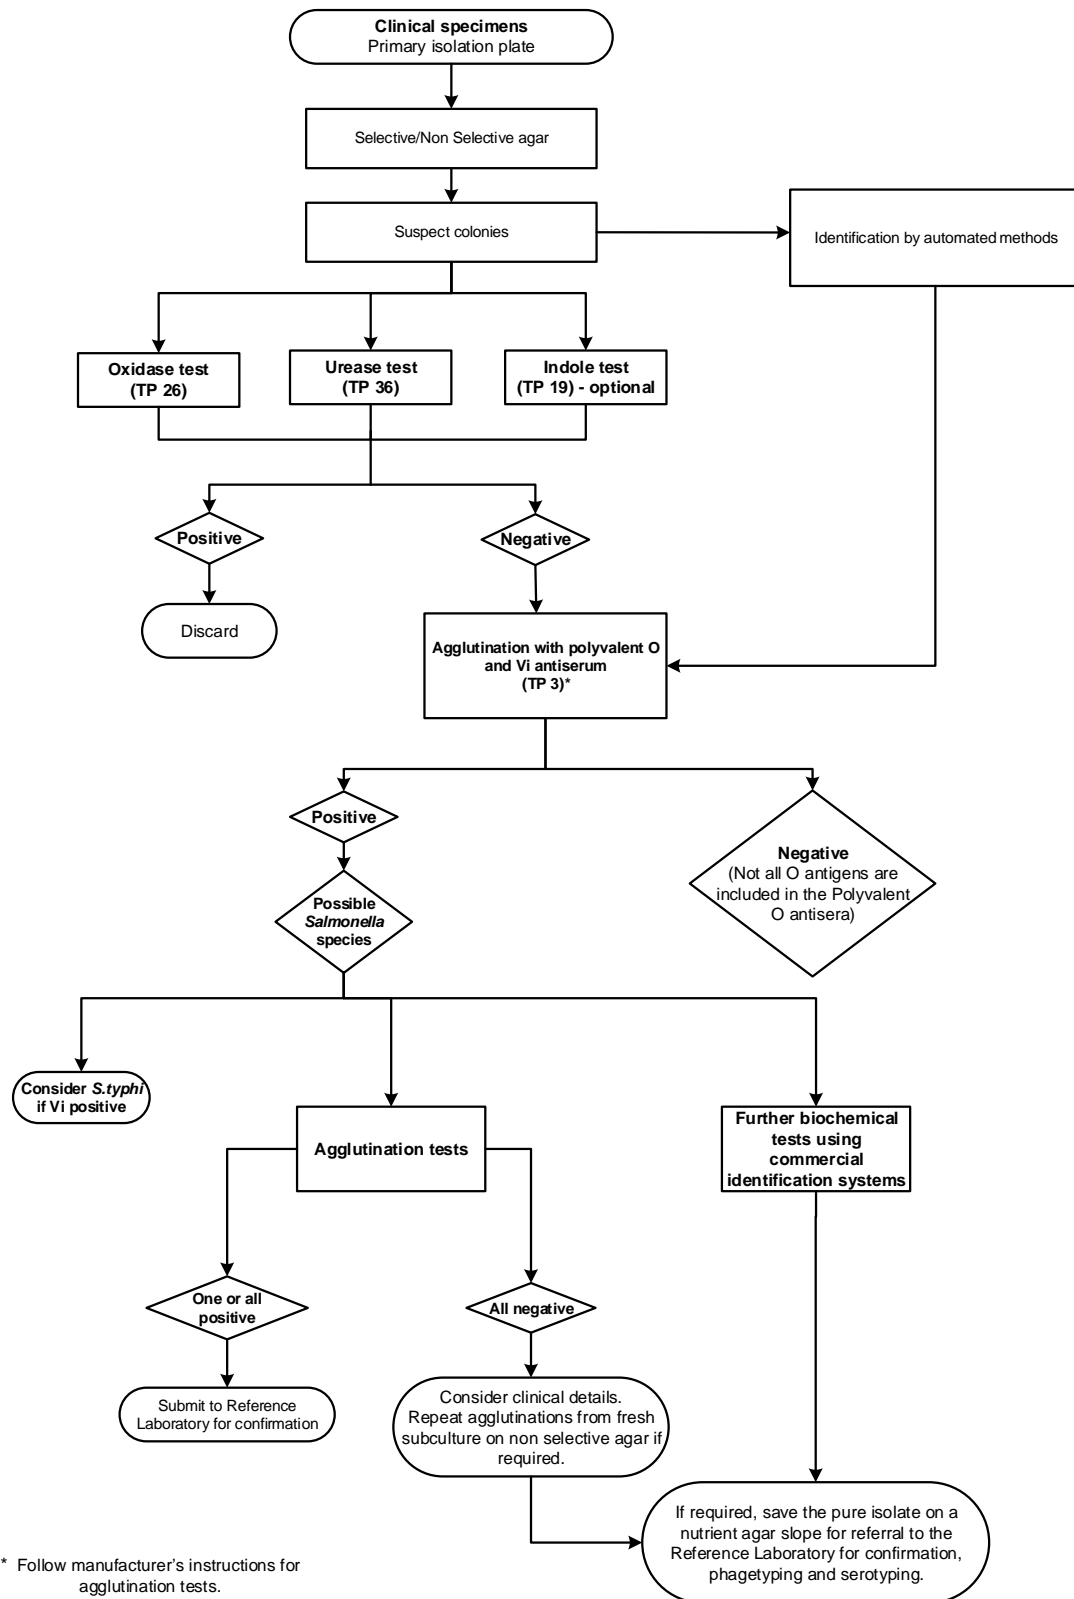 Clinical specimens
Primary isolation plate
Selective/Non Selective agar
Suspect colonies
Identification by automated methods
Oxidase test
(TP 26)
Urease test
(TP 36)
Indole test
(TP 19) - optional
Positive
Negative
Discard
Agglutination with polyvalent O
and Vi antiserum
(TP 3)*
Positive
Negative
(Not all O antigens are
included in the Polyvalent
O antisera)
Possible
Salmonella
species
Consider S.typhi
if Vi positive
Agglutination tests
Further biochemical
tests using
commercial
identification systems
One or all
positive
All negative
Submit to Reference
Laboratory for confirmation
Consider clinical details.
Repeat agglutinations from fresh
subculture on non selective agar if
required.
If required, save the pure isolate on a
nutrient agar slope for referral to the
Reference Laboratory for confirmation,
phagetyping and serotyping.
* Follow manufacturer's instructions for
agglutination tests.